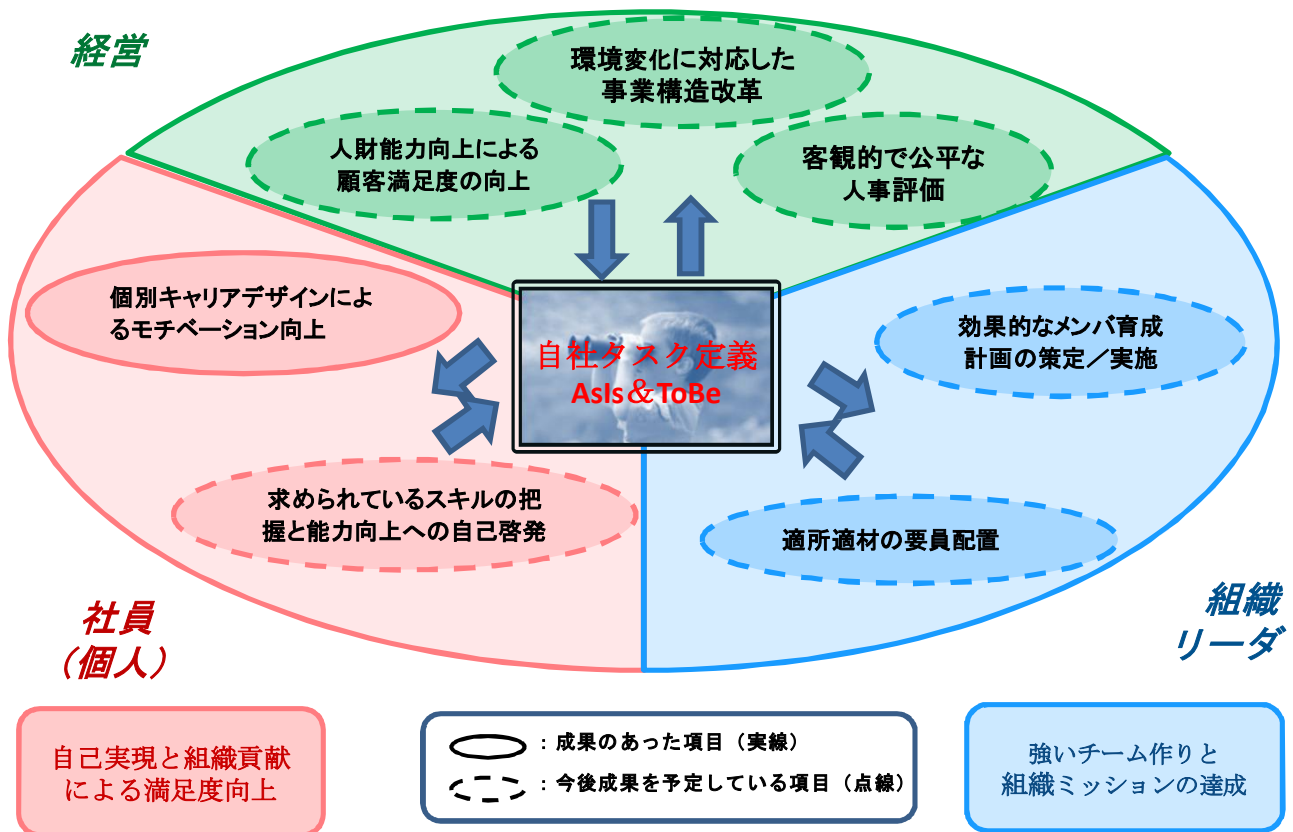 経営
環境変化に対応した
事業構造改革
人財能力向上による
顧客満足度の向上
客観的で公平な
人事評価
個別キャリアデザインによ
るモチベーション向上
自社タスク定義
AsIs＆ToBe
効果的なメンバ育成
計画の策定／実施
求められているスキルの把
握と能力向上への自己啓発
適所適材の要員配置
社員
（個人）
組織
リーダ
自己実現と組織貢献
による満足度向上
：成果のあった項目（実線）
：今後成果を予定している項目（点線）
強いチーム作りと
組織ミッションの達成